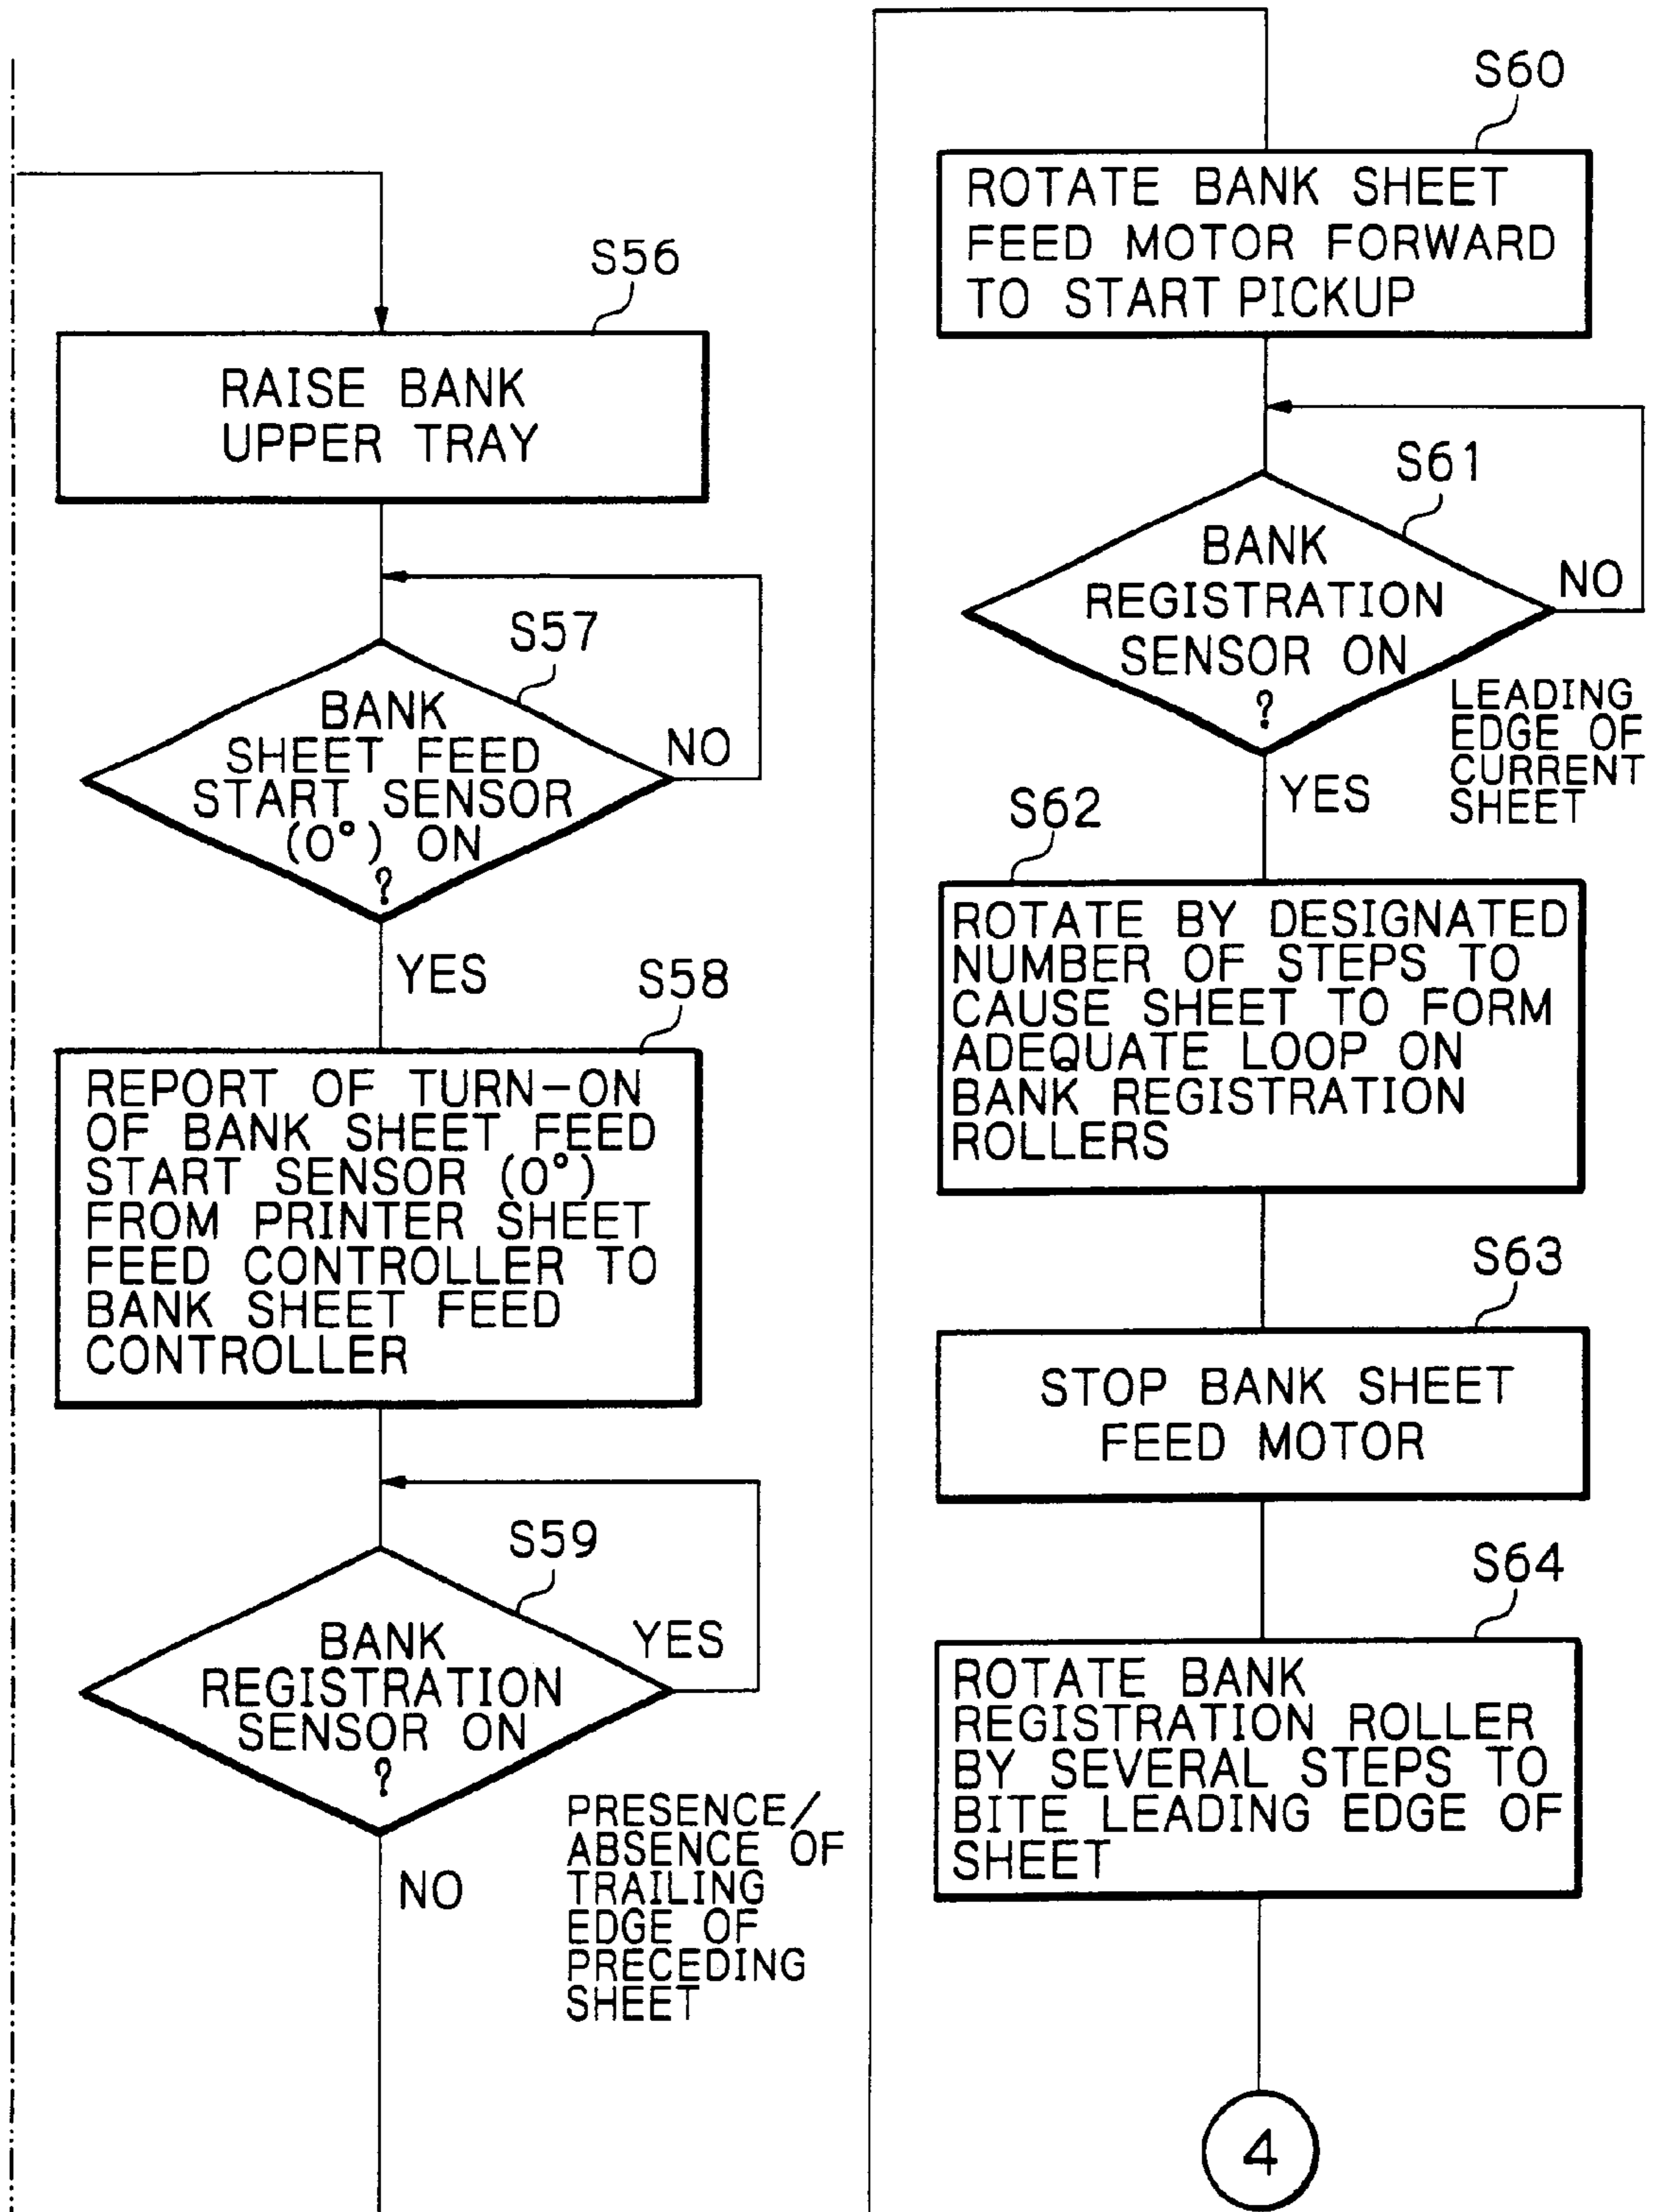 S56
RAISE BANK
UPPER TRAY
S57
BANK
SHEET FEED
START SENSOR
(0°) ON
?
NO
YES
S58
REPORT OF TURN-ON
OF BANK SHEET FEED
START SENSOR (0°)
FROM PRINTER SHEET
FEED CONTROLLER TO
BANK SHEET FEED
CONTROLLER
S59
BANK
REGISTRATION
SENSOR ON
?
YES
NO
PRESENCE/
ABSENCE OF
TRAILING
EDGE OF
PRECEDING
SHEET
S60
ROTATE BANK SHEET
FEED MOTOR FORWARD
TO START PICKUP
S61
BANK
REGISTRATION
SENSOR ON
?
NO
LEADING
EDGE OF
CURRENT
SHEET
YES
S62
ROTATE BY DESIGNATED
NUMBER OF STEPS TO
CAUSE SHEET TO FORM
ADEQUATE LOOP ON
BANK REGISTRATION
ROLLERS
S63
STOP BANK SHEET
FEED MOTOR
S64
ROTATE BANK
REGISTRATION ROLLER
BY SEVERAL STEPS TO
BITE LEADING EDGE OF
SHEET
4